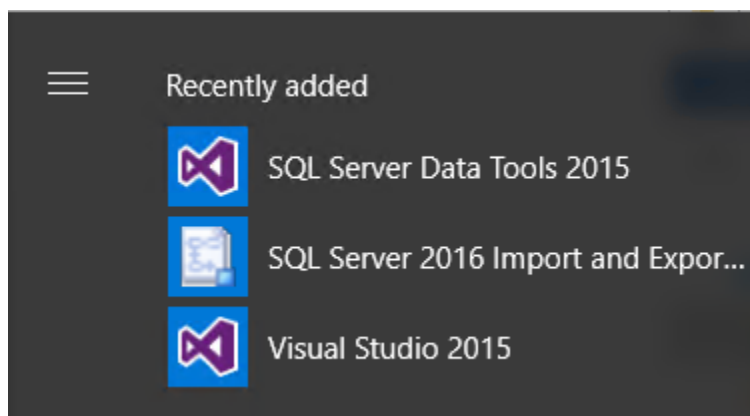 Recently added
SQL Server Data Tools 2015
SQL Server 2016 Import and Expor...
Visual Studio 2015